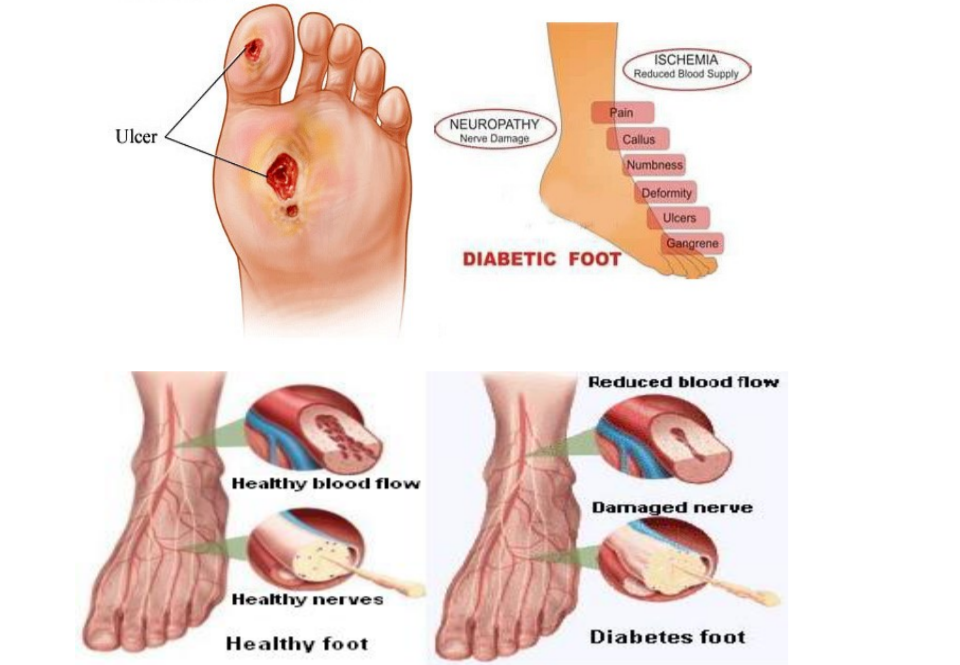 Ulcer
ISCHEMIA
Reduced Blood Supply
NEUROPATHY
Nerve Damage
Pain
Callus
Numbness
Deformity
Ulcers
Gangrene
DIABETIC FOOT
Healthy blood flow
Healthy nerves
Healthy foot
Reduced blood flow
Damaged nerve
Diabetes foot